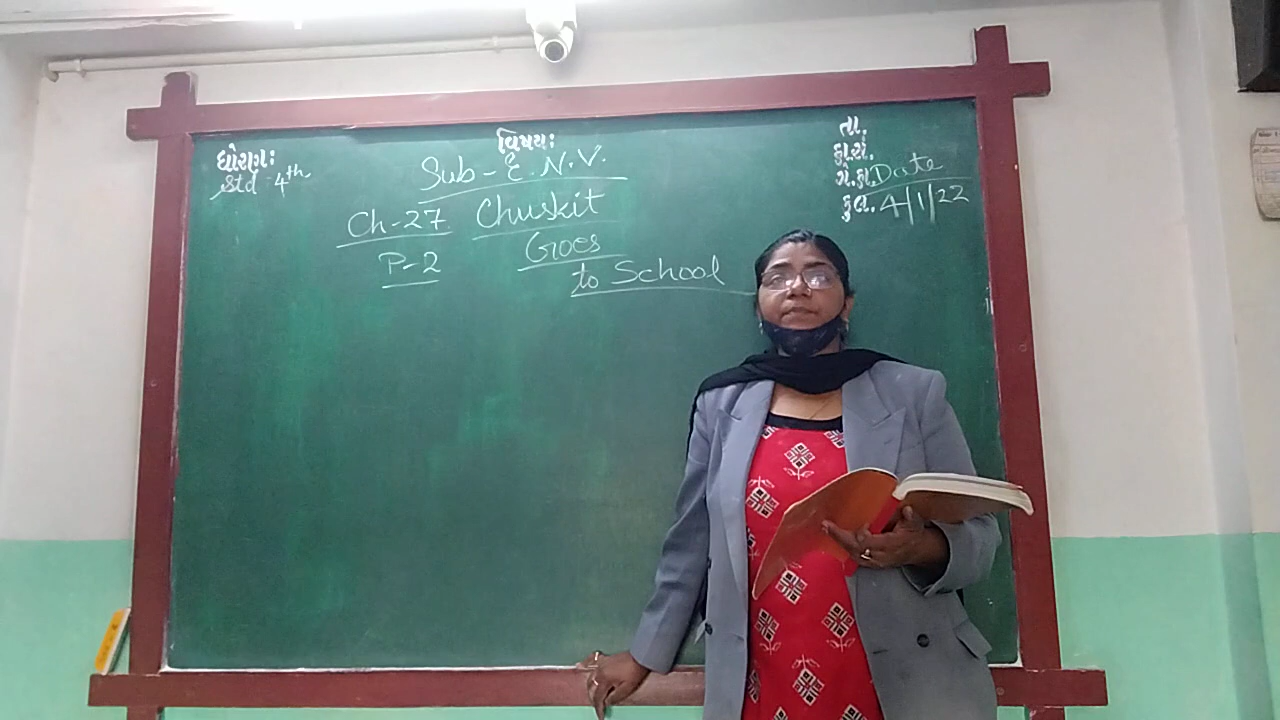 ધોરણઃ
Std - 4th
વિષયઃ
Sub - E.N.V.
Ch-27 Chuskit
Goes
to School
P-2
તા.
કુ.સં.
ગે.હા. Date
કુલ. 4/1/22